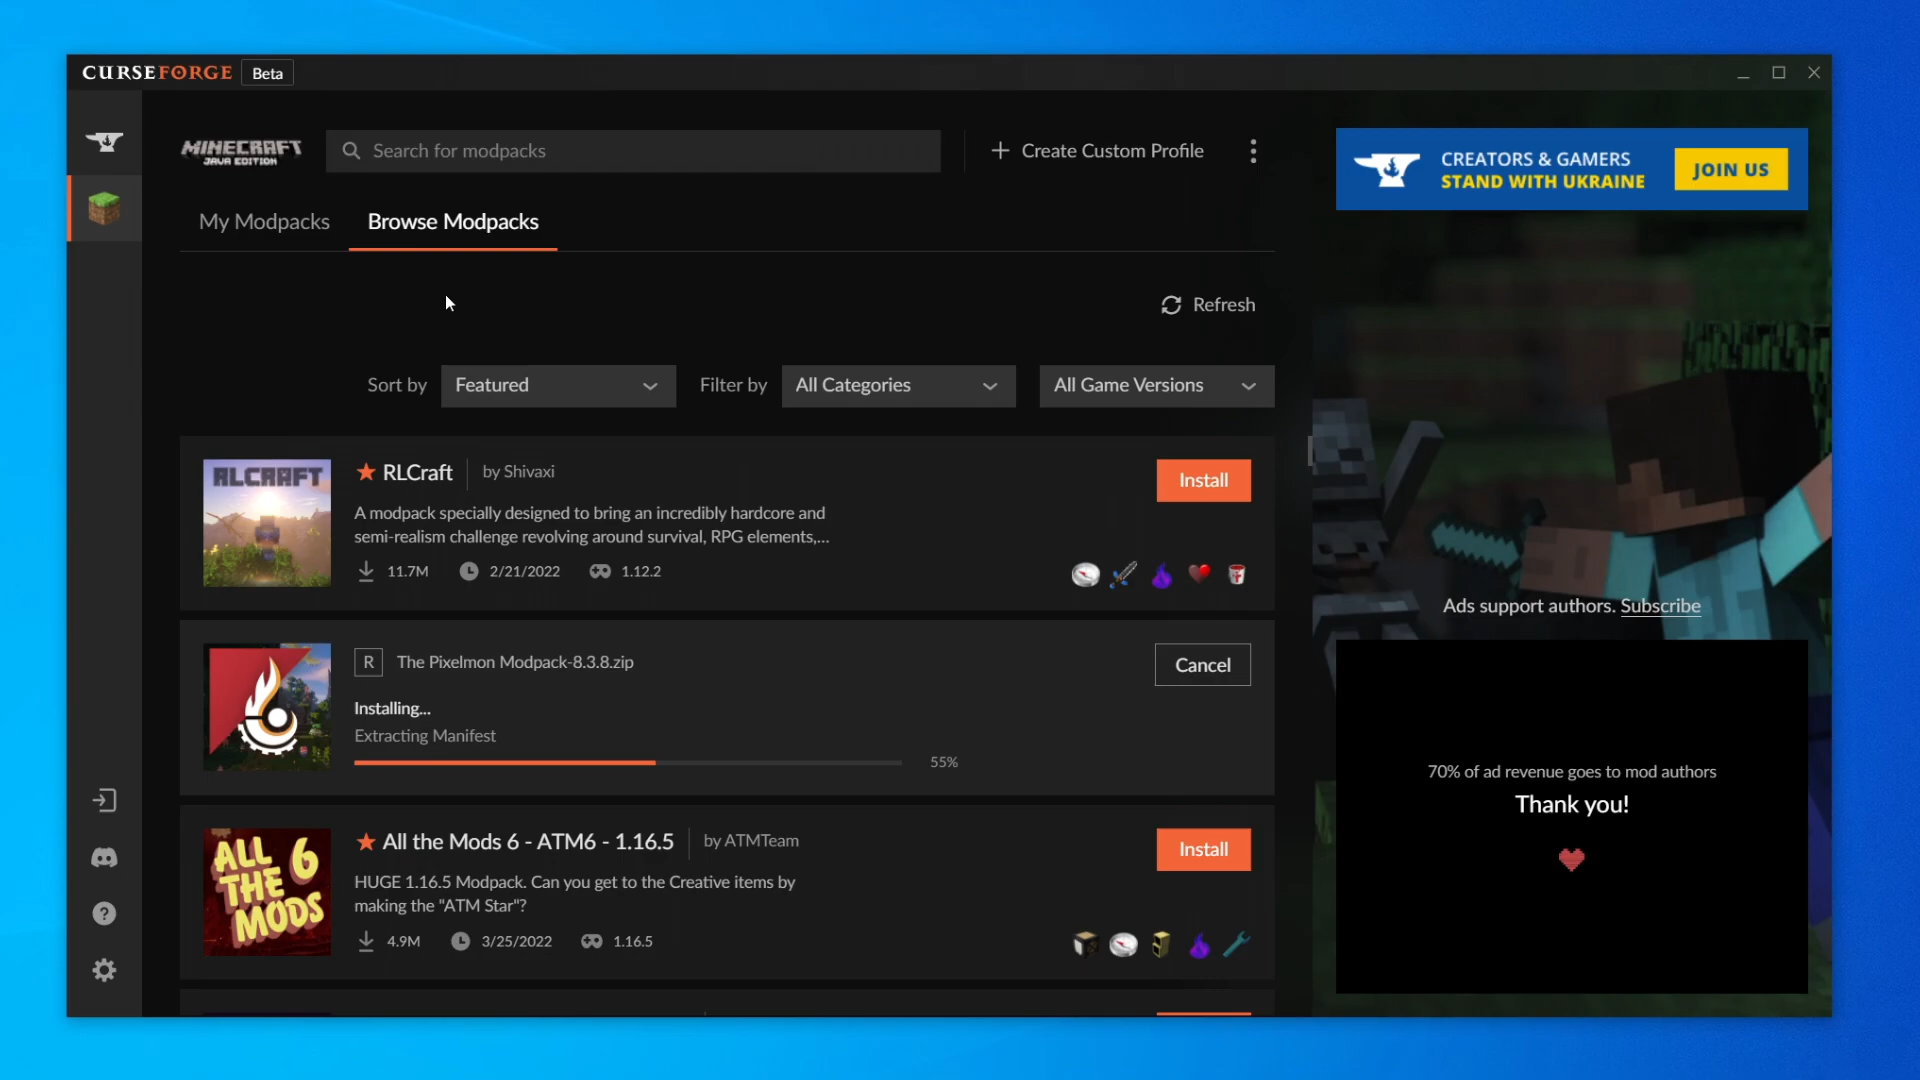 CURSEFORGE Beta
MINECRAFT
JAVA EDITION
Search for modpacks
Create Custom Profile
CREATORS & GAMERS
STAND WITH UKRAINE
JOIN US
My Modpacks
Browse Modpacks
Refresh
Sort by Featured
Filter by All Categories
All Game Versions
RLCRAFT
RLCraft by Shivaxi
Install
A modpack specially designed to bring an incredibly hardcore and
semi-realism challenge revolving around survival, RPG elements,...
11.7M 2/21/2022 1.12.2
R The Pixelmon Modpack-8.3.8.zip
Cancel
Installing...
Extracting Manifest
55%
ALL 6
THE
MODS
All the Mods 6 - ATM6 - 1.16.5 by ATMTeam
Install
HUGE 1.16.5 Modpack. Can you get to the Creative items by
making the "ATM Star"?
4.9M 3/25/2022 1.16.5
Ads support authors. Subscribe
70% of ad revenue goes to mod authors
Thank you!